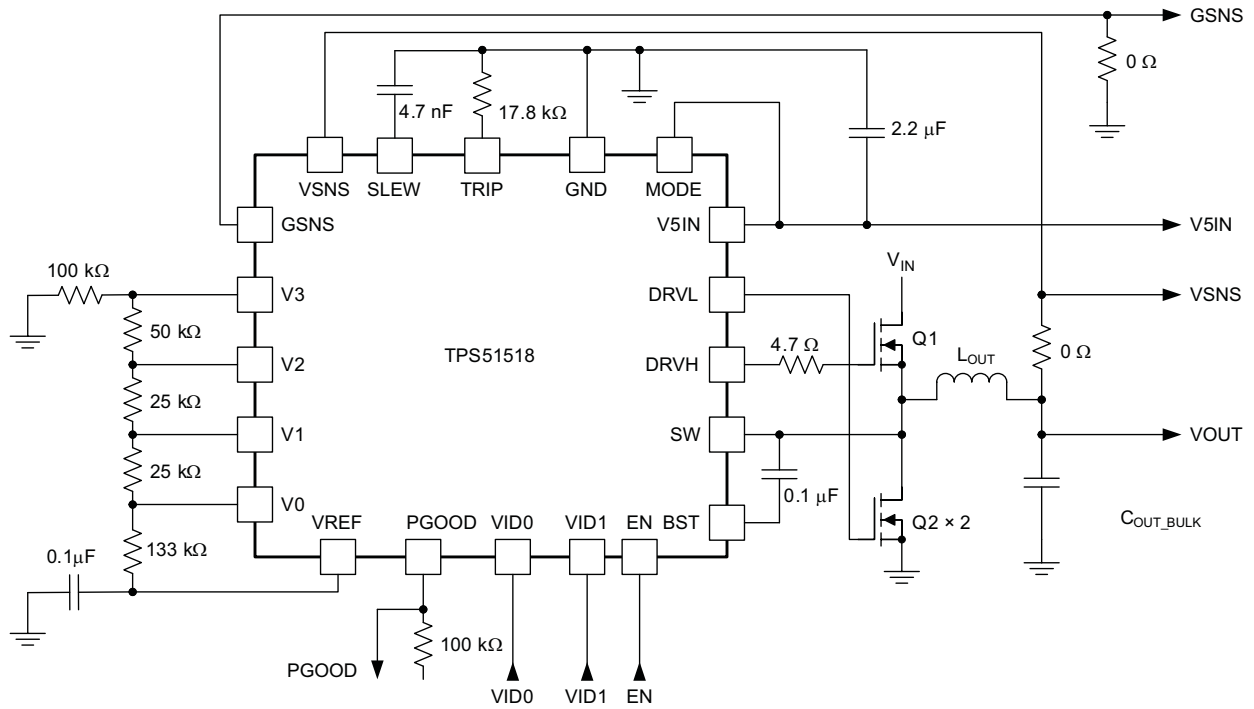 GSNS
0 Ω
4.7 nF
17.8 kΩ
2.2 μF
VSNS
SLEW
TRIP
GND
MODE
GSNS
V5IN
V5IN
100 kΩ
V3
DRVL
V_IN
VSNS
50 kΩ
TPS51518
4.7 Ω
Q1
L_OUT
0 Ω
V2
DRVH
25 kΩ
V1
SW
VOUT
25 kΩ
0.1 μF
V0
VREF
PGOOD
VID0
VID1
EN
BST
Q2 × 2
C_OUT_BULK
133 kΩ
0.1μF
100 kΩ
PGOOD
VID0
VID1
EN